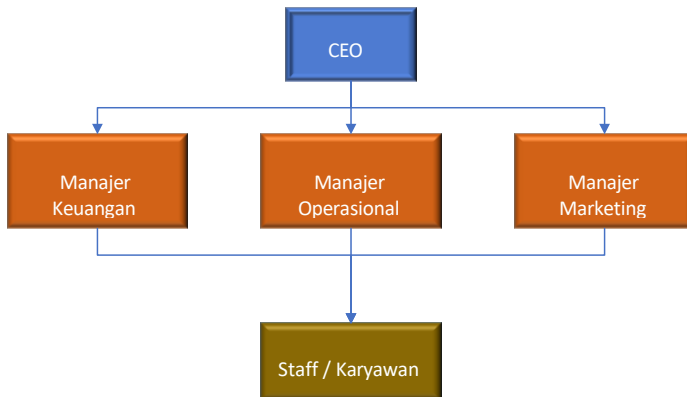 CEO
Manajer
Keuangan
Manajer
Operasional
Manajer
Marketing
Staff / Karyawan